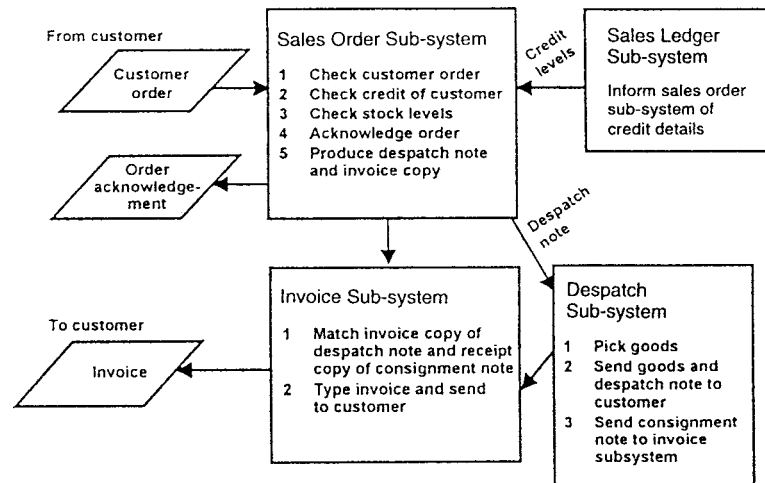 From customer
Customer
order
Order
acknowledge-
ment
Sales Order Sub-system
1 Check customer order
2 Check credit of customer
3 Check stock levels
4 Acknowledge order
5 Produce despatch note
and invoice copy
Credit
levels
Sales Ledger
Sub-system
Inform sales order
sub-system of
credit details
Despatch
note
To customer
Invoice
Invoice Sub-system
1 Match invoice copy of
despatch note and receipt
copy of consignment note
2 Type invoice and send
to customer
Despatch
Sub-system
1 Pick goods
2 Send goods and
despatch note to
customer
3 Send consignment
note to invoice
subsystem